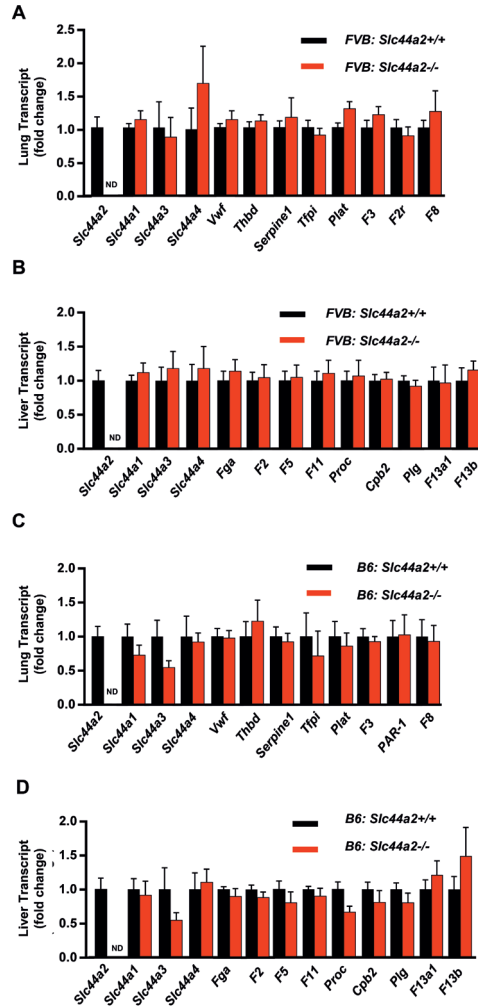 A
FVB: Slc44a2+/+
FVB: Slc44a2-/-
Lung Transcript
(fold change)
2.5
2.0
1.5
1.0
0.5
0.0
ND
Slc44a2
Slc44a1
Slc44a3
Slc44a4
Vwf
Thbd
Serpine1
Tfpi
Plat
F3
F2r
F8
B
FVB: Slc44a2+/+
FVB: Slc44a2-/-
Liver Transcript
(fold change)
2.0
1.5
1.0
0.5
0.0
ND
Slc44a2
Slc44a1
Slc44a3
Slc44a4
Fga
F2
F5
F11
Proc
Cpb2
Plg
F13a1
F13b
C
B6: Slc44a2+/+
B6: Slc44a2-/-
Lung Transcript
(fold change)
2.0
1.5
1.0
0.5
0.0
ND
Slc44a2
Slc44a1
Slc44a3
Slc44a4
Vwf
Thbd
Serpine1
Tfpi
Plat
F3
PAR-1
F8
D
B6: Slc44a2+/+
B6: Slc44a2-/-
Liver Transcript
(fold change)
2.0
1.5
1.0
0.5
0.0
ND
Slc44a2
Slc44a1
Slc44a3
Slc44a4
Fga
F2
F5
F11
Proc
Cpb2
Plg
F13a1
F13b